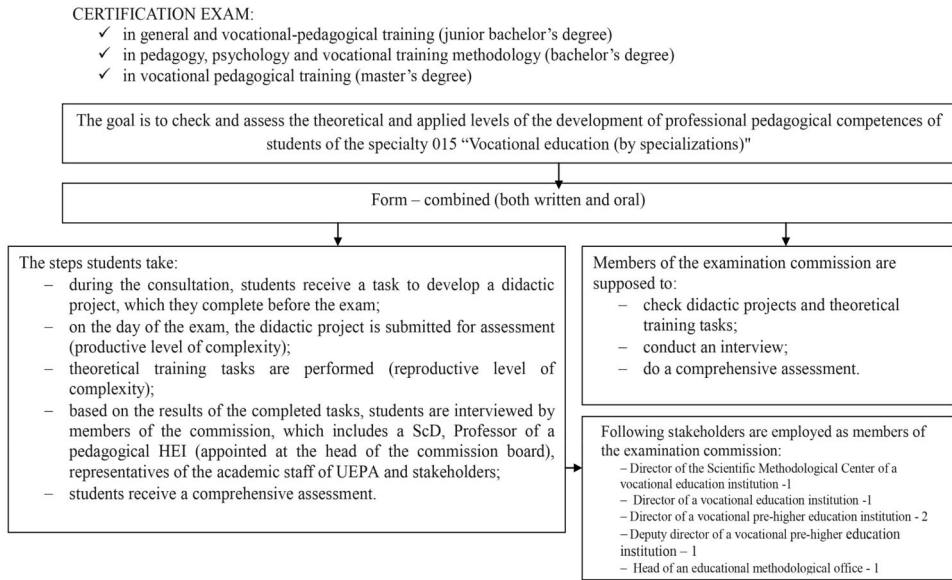 CERTIFICATION EXAM:
✓ in general and vocational-pedagogical training (junior bachelor’s degree)
✓ in pedagogy, psychology and vocational training methodology (bachelor’s degree)
✓ in vocational pedagogical training (master’s degree)
The goal is to check and assess the theoretical and applied levels of the development of professional pedagogical competences of
students of the specialty 015 “Vocational education (by specializations)"
Form – combined (both written and oral)
The steps students take:
– during the consultation, students receive a task to develop a didactic
project, which they complete before the exam;
– on the day of the exam, the didactic project is submitted for assessment
(productive level of complexity);
– theoretical training tasks are performed (reproductive level of
complexity);
– based on the results of the completed tasks, students are interviewed by
members of the commission, which includes a ScD, Professor of a
pedagogical HEI (appointed at the head of the commission board),
representatives of the academic staff of UEPA and stakeholders;
– students receive a comprehensive assessment.
Members of the examination commission are
supposed to:
– check didactic projects and theoretical
training tasks;
– conduct an interview;
– do a comprehensive assessment.
Following stakeholders are employed as members of
the examination commission:
– Director of the Scientific Methodological Center of a
vocational education institution -1
– Director of a vocational education institution -1
– Director of a vocational pre-higher education institution - 2
– Deputy director of a vocational pre-higher education
institution – 1
– Head of an educational methodological office - 1